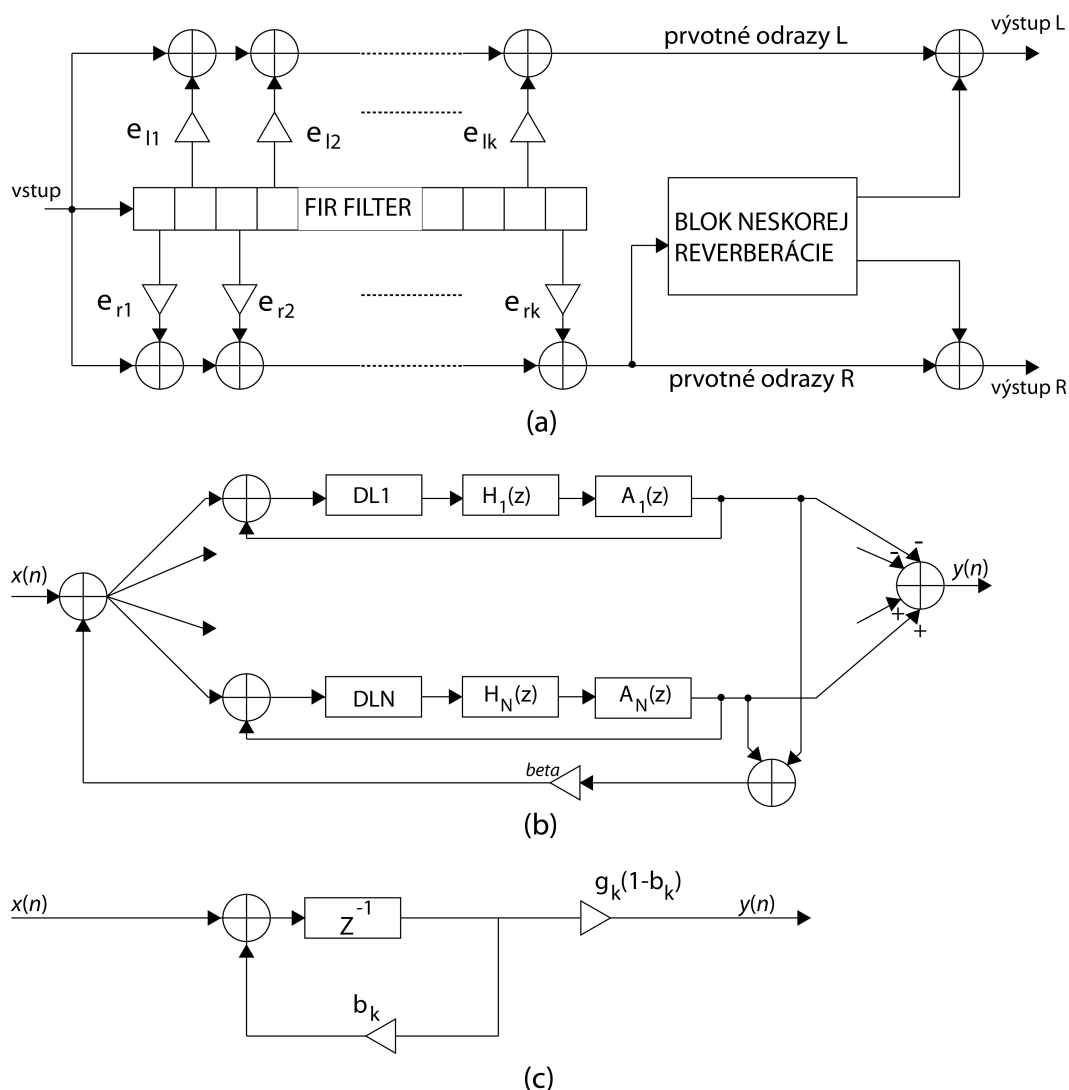 výstup L
prvotné odrazy L
e l1
e l2
e lk
vstup
FIR FILTER
BLOK NESKOREJ
REVERBERÁCIE
e r1
e r2
e rk
prvotné odrazy R
výstup R
(a)
DL1
H1(z)
A1(z)
-
-
x(n)
y(n)
+
+
DLN
HN(z)
AN(z)
beta
(b)
gk(1-bk)
x(n)
y(n)
Z-1
bk
(c)